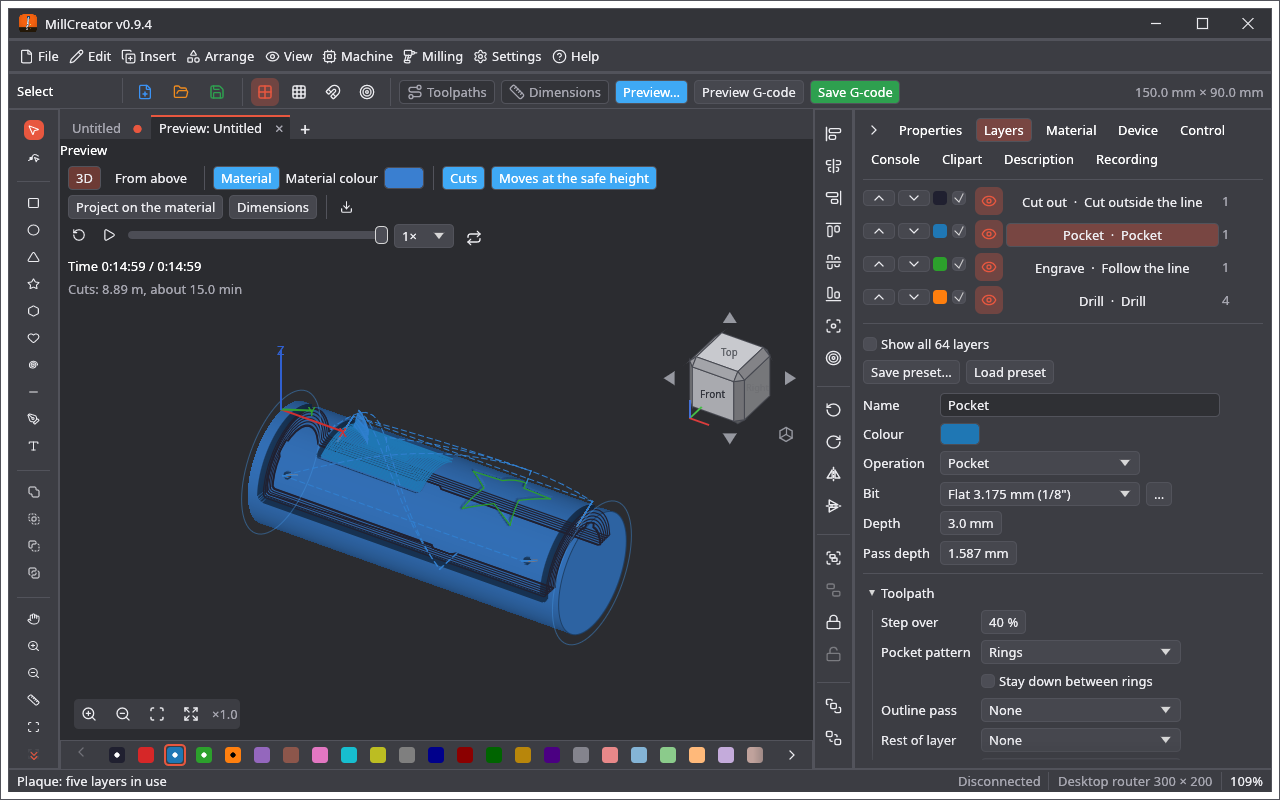 MillCreator v0.9.4
File Edit Insert Arrange View Machine Milling Settings Help
Select Toolpaths Dimensions Preview... Preview G-code Save G-code 150.0 mm × 90.0 mm
Untitled Preview: Untitled
Preview
3D From above Material Material colour Cuts Moves at the safe height
Project on the material Dimensions
1×
Time 0:14:59 / 0:14:59
Cuts: 8.89 m, about 15.0 min
Z
Y
X
Top
Front
×1.0
Properties Layers Material Device Control
Console Clipart Description Recording
Cut out · Cut outside the line 1
Pocket · Pocket 1
Engrave · Follow the line 1
Drill · Drill 4
Show all 64 layers
Save preset... Load preset
Name Pocket
Colour
Operation Pocket
Bit Flat 3.175 mm (1/8") ...
Depth 3.0 mm
Pass depth 1.587 mm
Toolpath
Step over 40 %
Pocket pattern Rings
Stay down between rings
Outline pass None
Rest of layer None
Plaque: five layers in use Disconnected Desktop router 300 × 200 109%